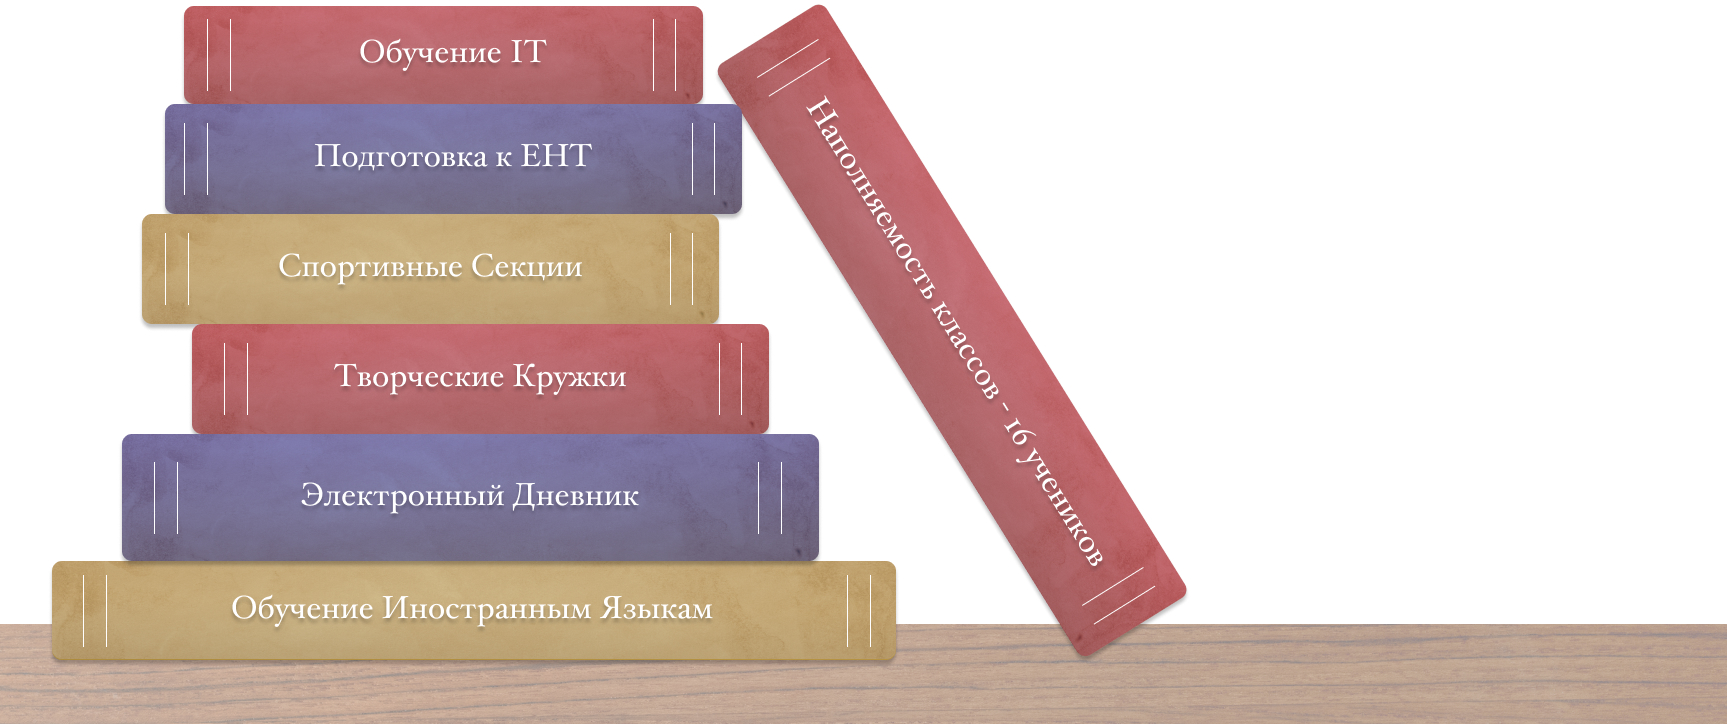 Обучение IT
Подготовка к ЕНТ
Спортивные Секции
Творческие Кружки
Электронный Дневник
Обучение Иностранным Языкам
Наполняемость классов - 16 учеников